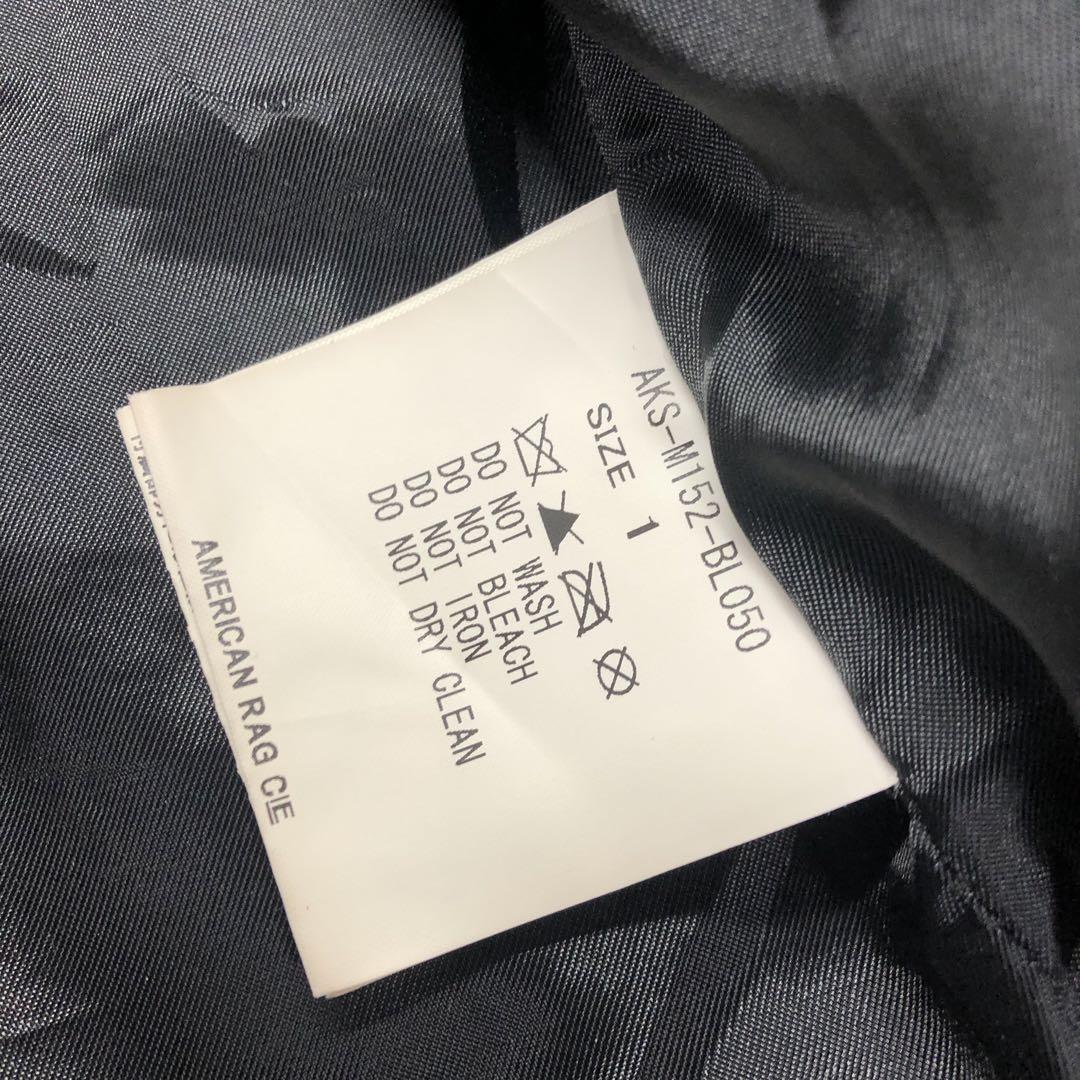 AKS-M152-BL050
SIZE 1
DO NOT WASH
DO NOT BLEACH
DO NOT IRON
DO NOT DRY CLEAN
AMERICAN RAG CIE